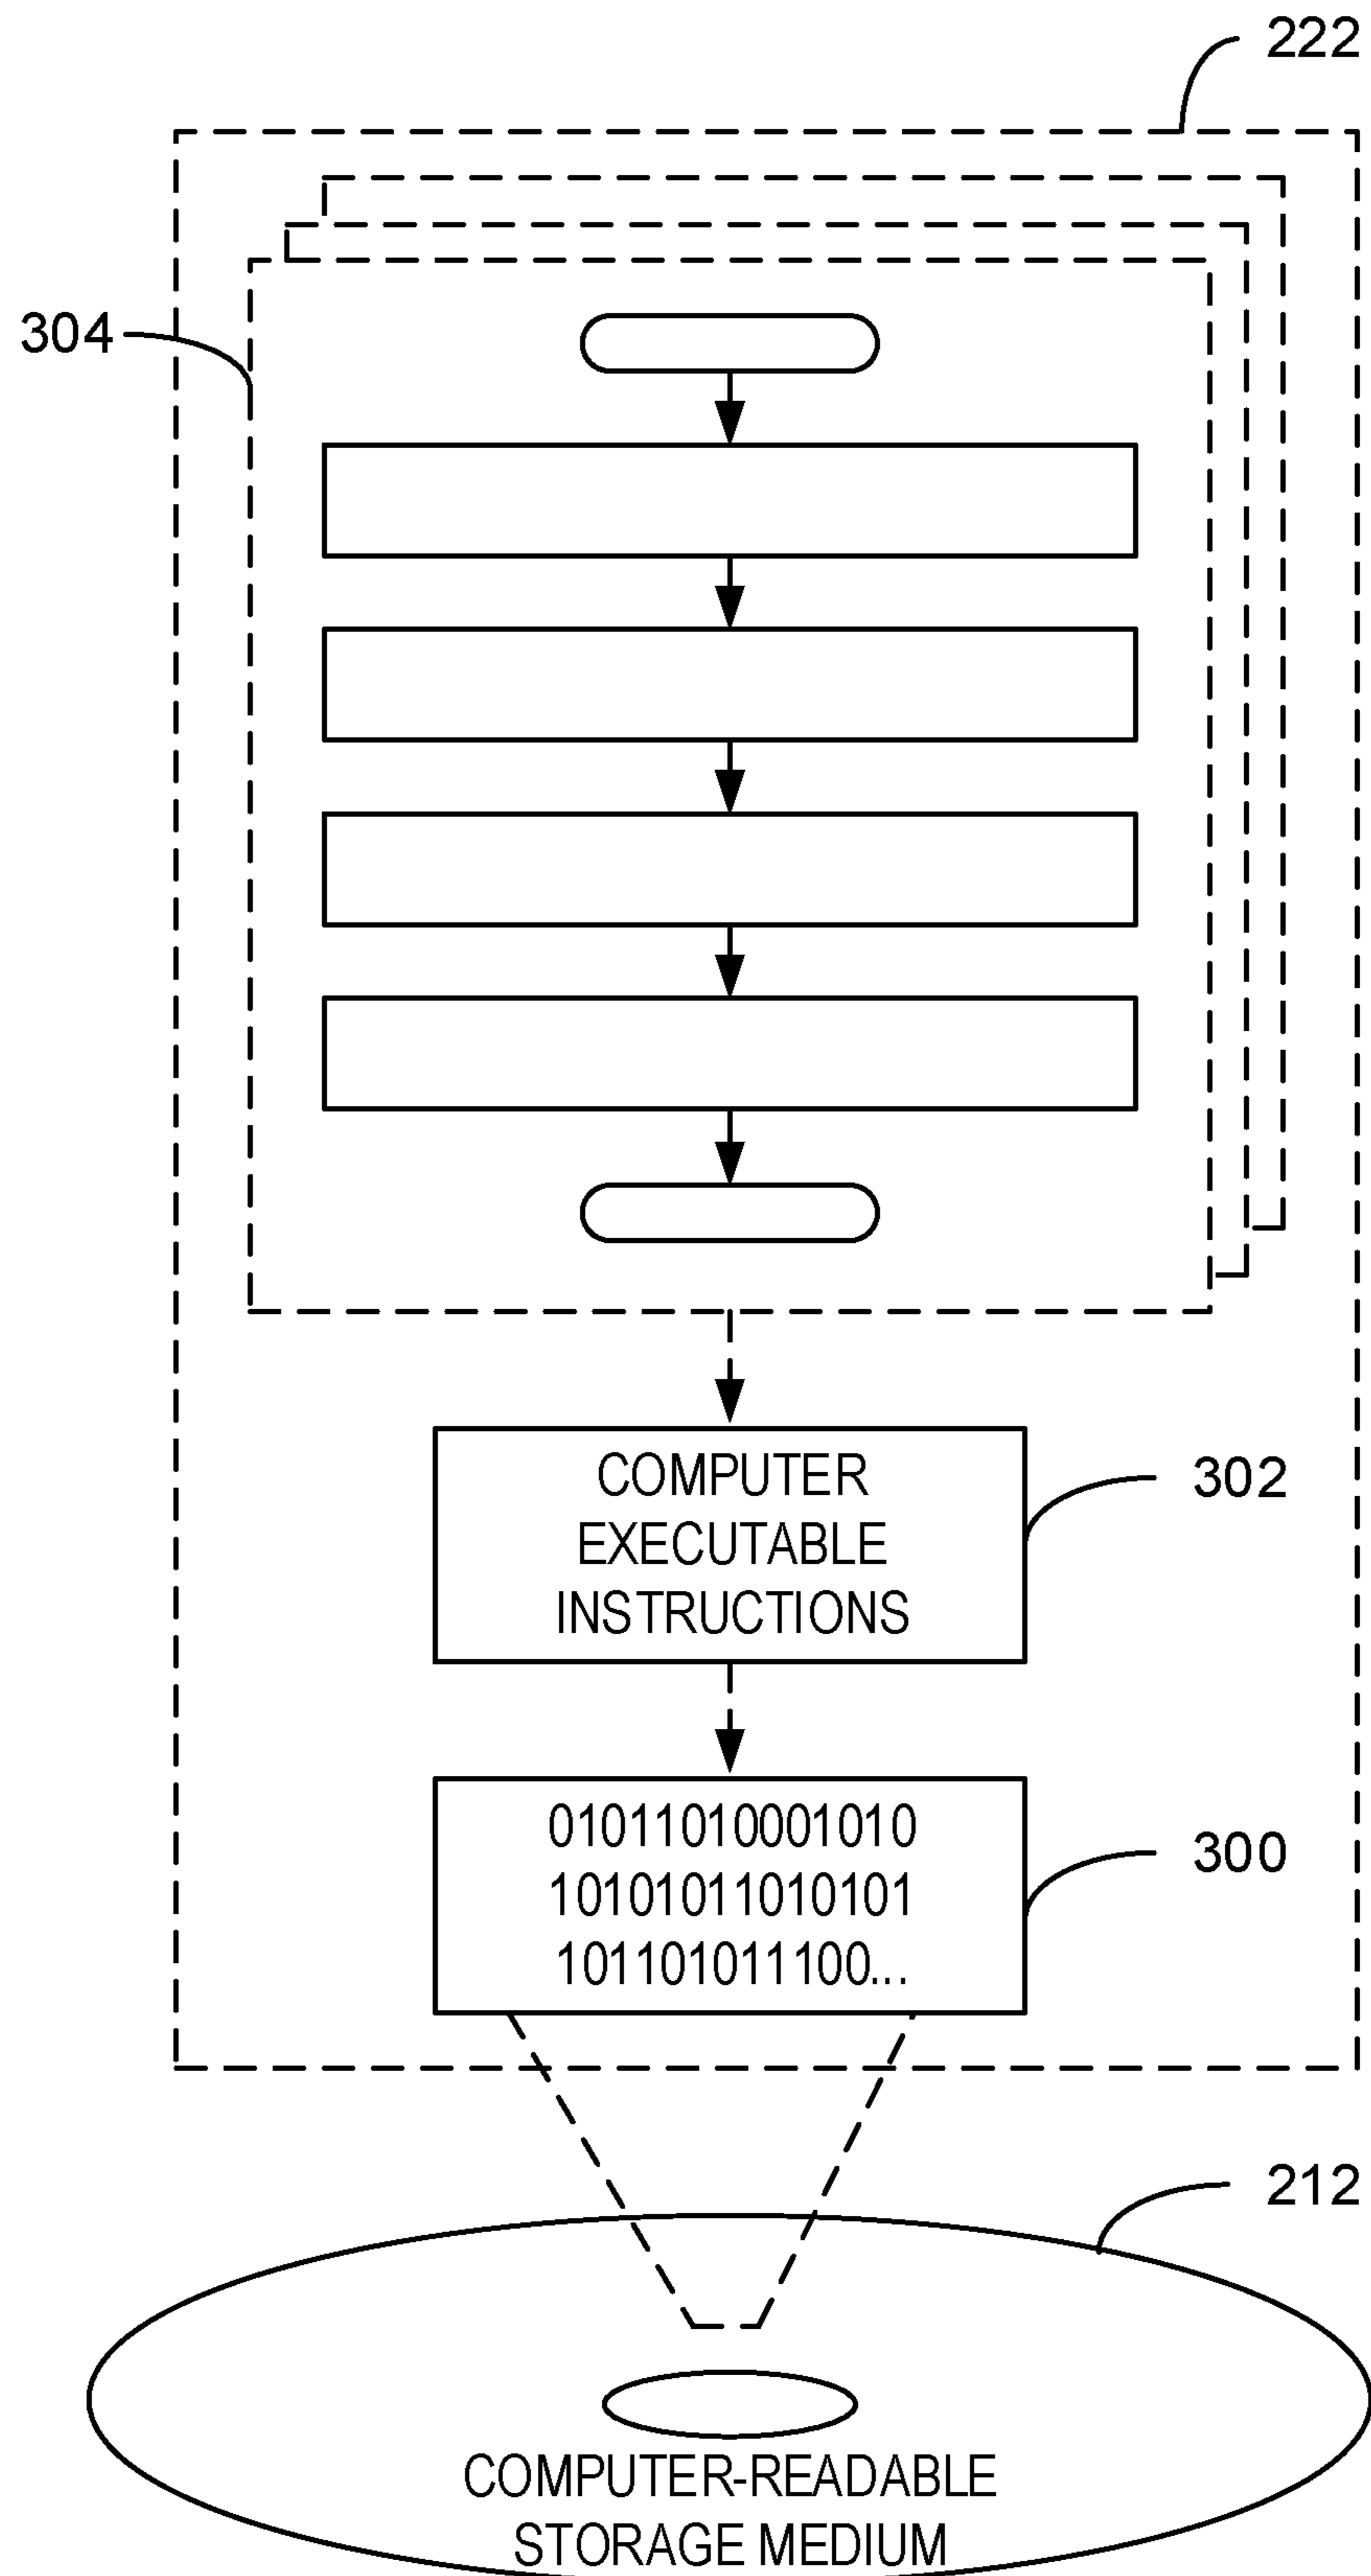 222
304
COMPUTER
EXECUTABLE
INSTRUCTIONS
302
01011010001010
10101011010101
101101011100...
300
212
COMPUTER-READABLE
STORAGE MEDIUM